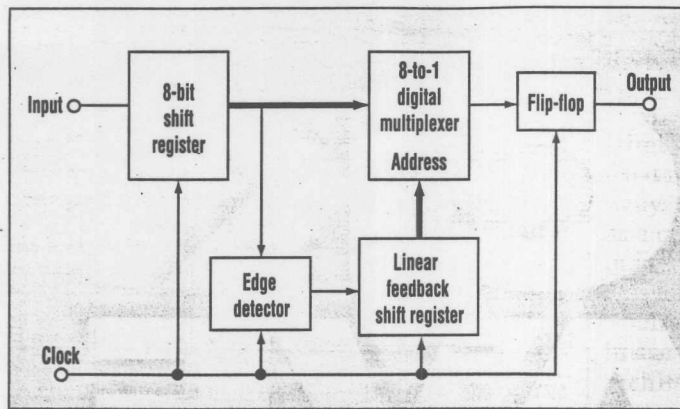 Input
8-bit
shift
register
8-to-1
digital
multiplexer
Address
Flip-flop
Output
Edge
detector
Linear
feedback
shift register
Clock